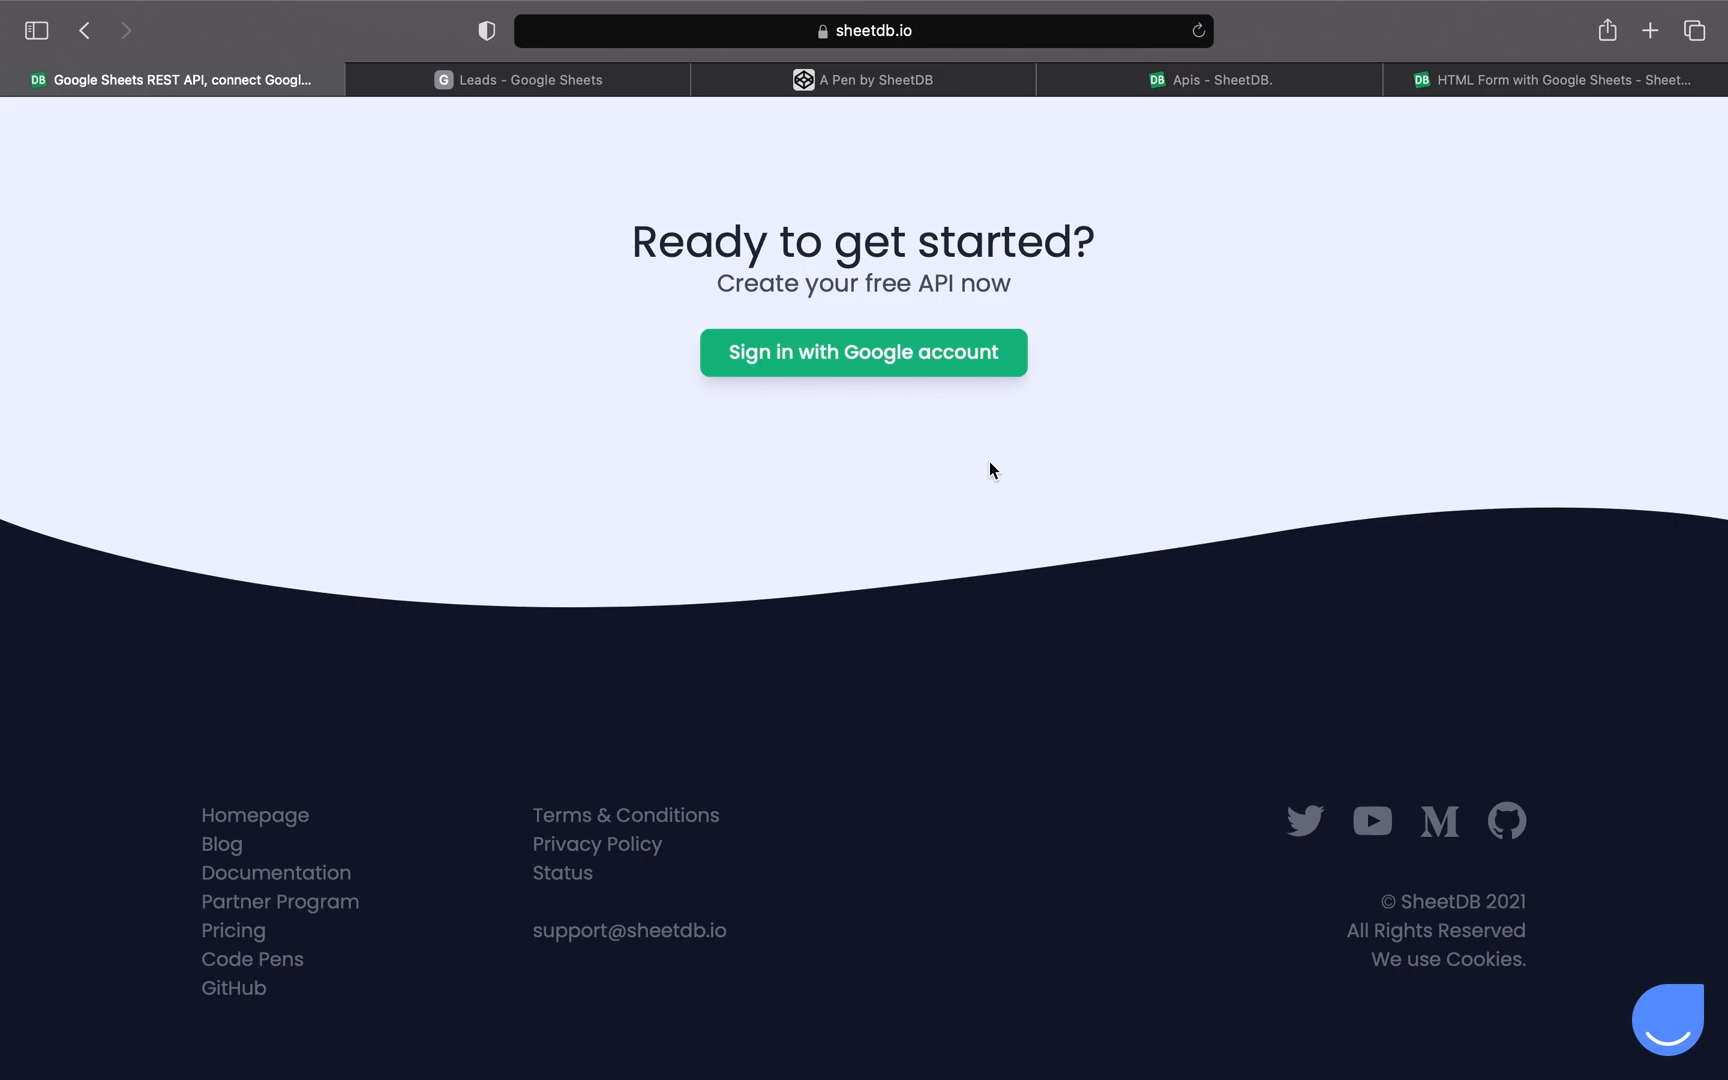 sheetdb.io
DB Google Sheets REST API, connect Googl...
G Leads - Google Sheets
A Pen by SheetDB
DB Apis - SheetDB.
DB HTML Form with Google Sheets - Sheet...
Ready to get started?
Create your free API now
Sign in with Google account
Homepage
Blog
Documentation
Partner Program
Pricing
Code Pens
GitHub
Terms & Conditions
Privacy Policy
Status
support@sheetdb.io
© SheetDB 2021
All Rights Reserved
We use Cookies.